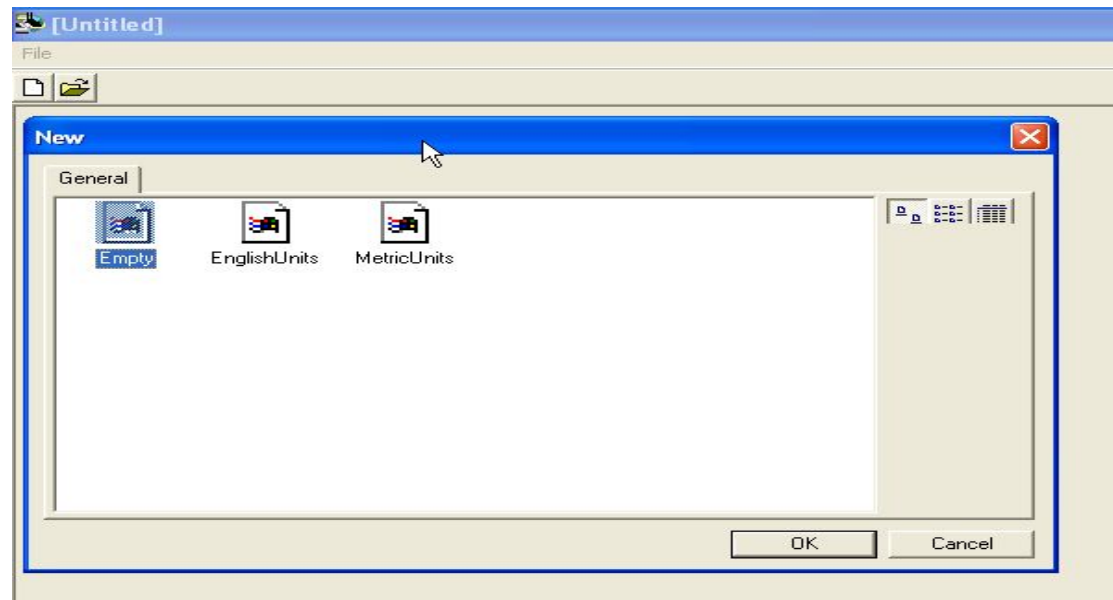 [Untitled]
File
New
General
Empty EnglishUnits MetricUnits
OK Cancel